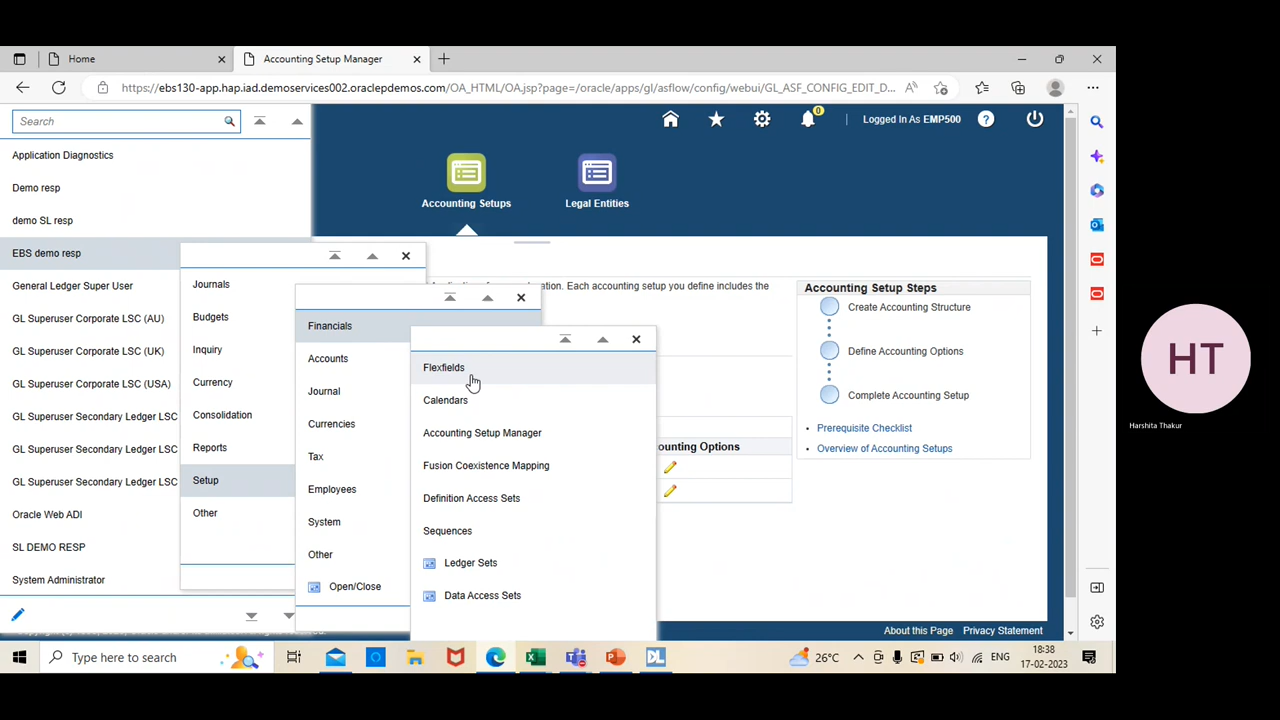 Home
Accounting Setup Manager
https://ebs130-app.hap.iad.demoservices002.oraclepdemos.com/OA_HTML/OA.jsp?page=/oracle/apps/gl/asflow/config/webui/GL_ASF_CONFIG_EDIT_D...
Search
0
Logged In As EMP500
?
Application Diagnostics
Demo resp
demo SL resp
EBS demo resp
General Ledger Super User
GL Superuser Corporate LSC (AU)
GL Superuser Corporate LSC (UK)
GL Superuser Corporate LSC (USA)
GL Superuser Secondary Ledger LSC
GL Superuser Secondary Ledger LSC
GL Superuser Secondary Ledger LSC
Oracle Web ADI
SL DEMO RESP
System Administrator
Journals
Budgets
Inquiry
Currency
Consolidation
Reports
Setup
Other
Financials
Accounts
Journal
Currencies
Tax
Employees
System
Other
Open/Close
Flexfields
Calendars
Accounting Setup Manager
Fusion Coexistence Mapping
Definition Access Sets
Sequences
Ledger Sets
Data Access Sets
Accounting Setups
Legal Entities
Each accounting setup you define includes the
ounting Options
Accounting Setup Steps
Create Accounting Structure
Define Accounting Options
Complete Accounting Setup
Prerequisite Checklist
Overview of Accounting Setups
About this Page
Privacy Statement
HT
Harshita Thakur
Type here to search
26°C
ENG
18:38
17-02-2023